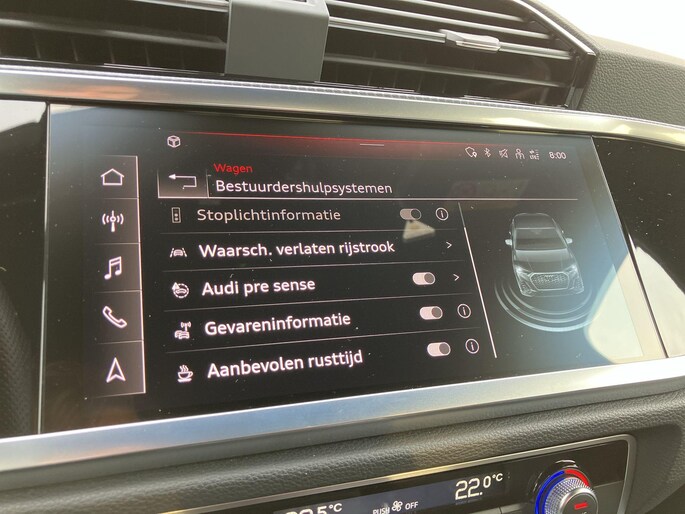 8:00
Wagen
Bestuurdershulpsystemen
Stoplichtinformatie
Waarsch. verlaten rijstrook
Audi pre sense
Gevareninformatie
Aanbevolen rusttijd
PUSH OFF
22.0°C